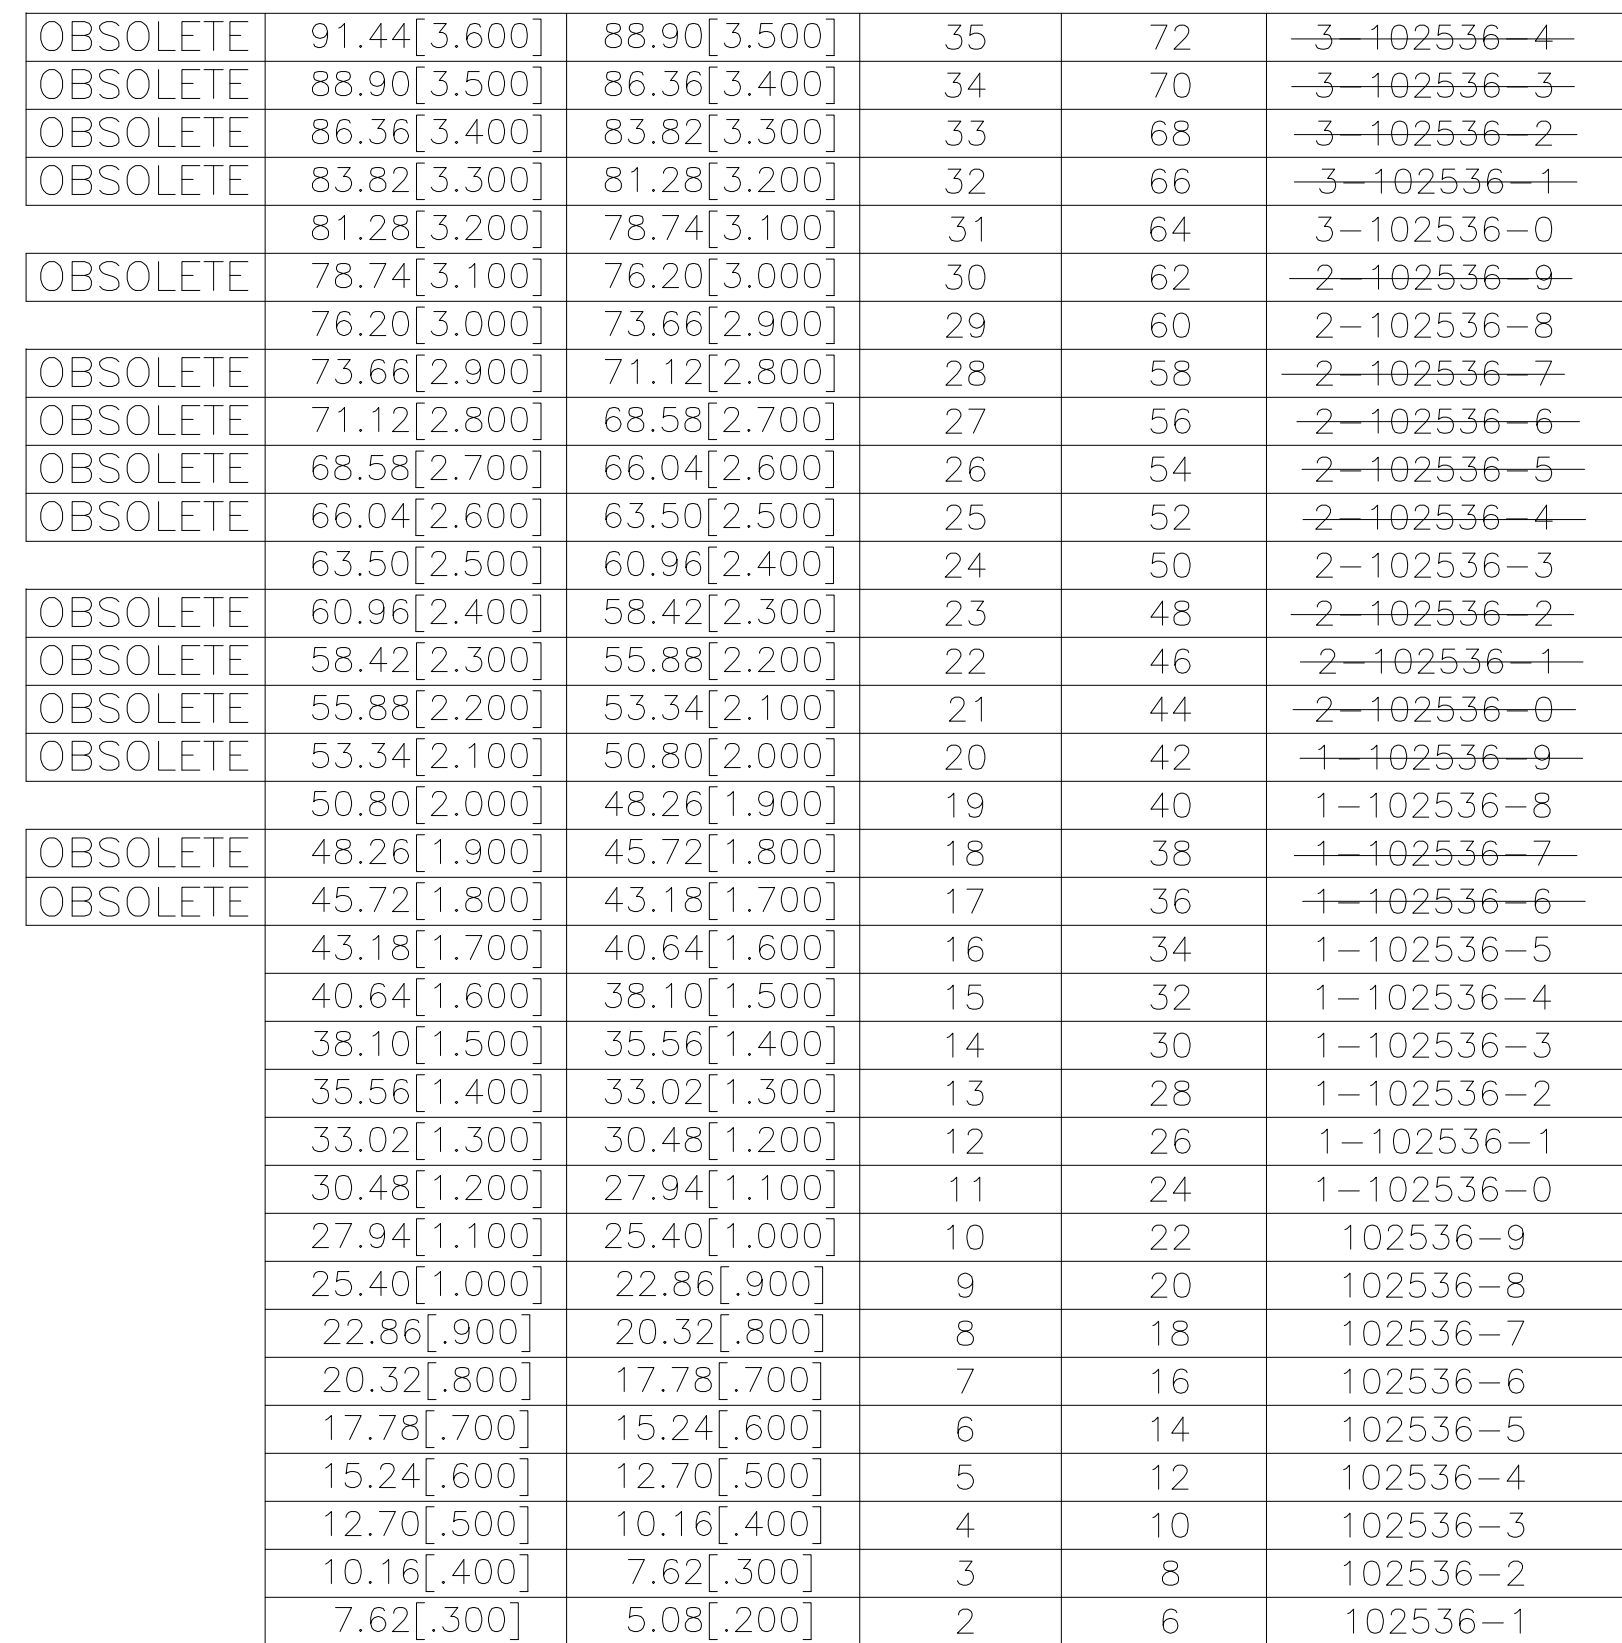 OBSOLETE 91.44[3.600] 88.90[3.500] 35 72 3-102536-4
OBSOLETE 88.90[3.500] 86.36[3.400] 34 70 3-102536-3
OBSOLETE 86.36[3.400] 83.82[3.300] 33 68 3-102536-2
OBSOLETE 83.82[3.300] 81.28[3.200] 32 66 3-102536-1
81.28[3.200] 78.74[3.100] 31 64 3-102536-0
OBSOLETE 78.74[3.100] 76.20[3.000] 30 62 2-102536-9
76.20[3.000] 73.66[2.900] 29 60 2-102536-8
OBSOLETE 73.66[2.900] 71.12[2.800] 28 58 2-102536-7
OBSOLETE 71.12[2.800] 68.58[2.700] 27 56 2-102536-6
OBSOLETE 68.58[2.700] 66.04[2.600] 26 54 2-102536-5
OBSOLETE 66.04[2.600] 63.50[2.500] 25 52 2-102536-4
63.50[2.500] 60.96[2.400] 24 50 2-102536-3
OBSOLETE 60.96[2.400] 58.42[2.300] 23 48 2-102536-2
OBSOLETE 58.42[2.300] 55.88[2.200] 22 46 2-102536-1
OBSOLETE 55.88[2.200] 53.34[2.100] 21 44 2-102536-0
OBSOLETE 53.34[2.100] 50.80[2.000] 20 42 1-102536-9
50.80[2.000] 48.26[1.900] 19 40 1-102536-8
OBSOLETE 48.26[1.900] 45.72[1.800] 18 38 1-102536-7
OBSOLETE 45.72[1.800] 43.18[1.700] 17 36 1-102536-6
43.18[1.700] 40.64[1.600] 16 34 1-102536-5
40.64[1.600] 38.10[1.500] 15 32 1-102536-4
38.10[1.500] 35.56[1.400] 14 30 1-102536-3
35.56[1.400] 33.02[1.300] 13 28 1-102536-2
33.02[1.300] 30.48[1.200] 12 26 1-102536-1
30.48[1.200] 27.94[1.100] 11 24 1-102536-0
27.94[1.100] 25.40[1.000] 10 22 102536-9
25.40[1.000] 22.86[.900] 9 20 102536-8
22.86[.900] 20.32[.800] 8 18 102536-7
20.32[.800] 17.78[.700] 7 16 102536-6
17.78[.700] 15.24[.600] 6 14 102536-5
15.24[.600] 12.70[.500] 5 12 102536-4
12.70[.500] 10.16[.400] 4 10 102536-3
10.16[.400] 7.62[.300] 3 8 102536-2
7.62[.300] 5.08[.200] 2 6 102536-1